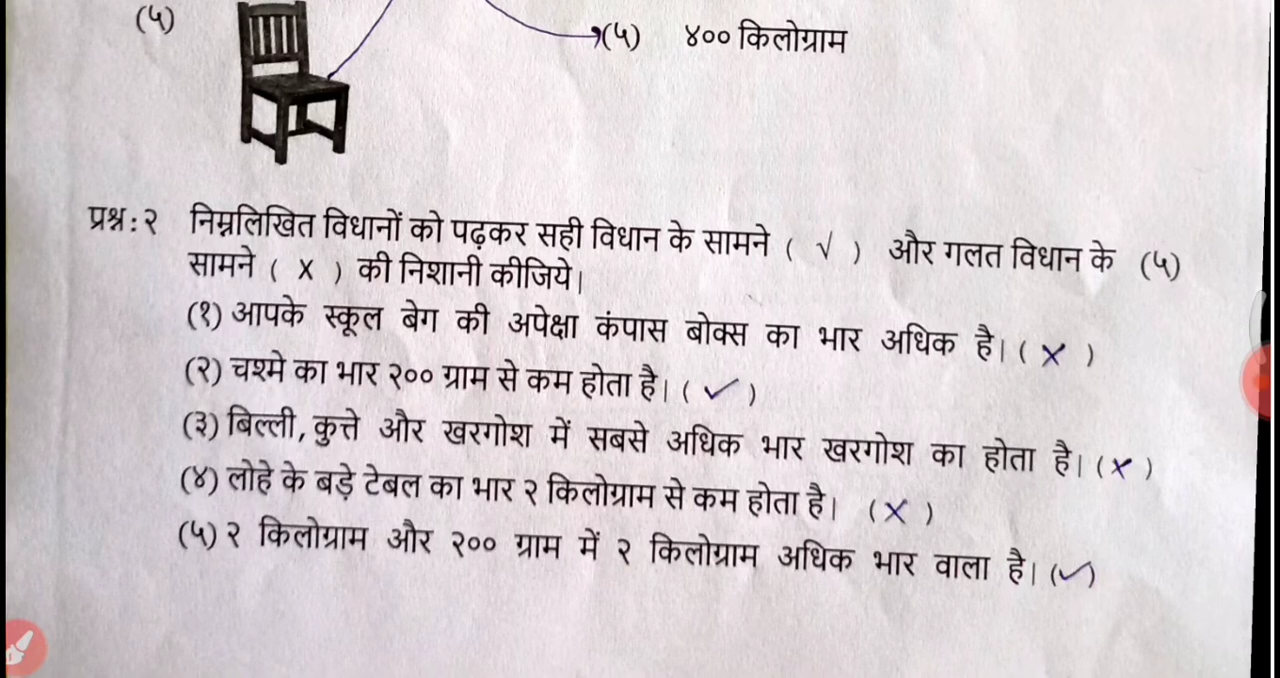 (५) (५) ४०० किलोग्राम
प्रश्न:२ निम्नलिखित विधानों को पढ़कर सही विधान के सामने ( √ ) और गलत विधान के (५)
सामने ( X ) की निशानी कीजिये।
(१) आपके स्कूल बेग की अपेक्षा कंपास बोक्स का भार अधिक है। ( X )
(२) चश्मे का भार २०० ग्राम से कम होता है। ( ✓ )
(३) बिल्ली, कुत्ते और खरगोश में सबसे अधिक भार खरगोश का होता है। ( X )
(४) लोहे के बड़े टेबल का भार २ किलोग्राम से कम होता है। ( X )
(५) २ किलोग्राम और २०० ग्राम में २ किलोग्राम अधिक भार वाला है। (✓)